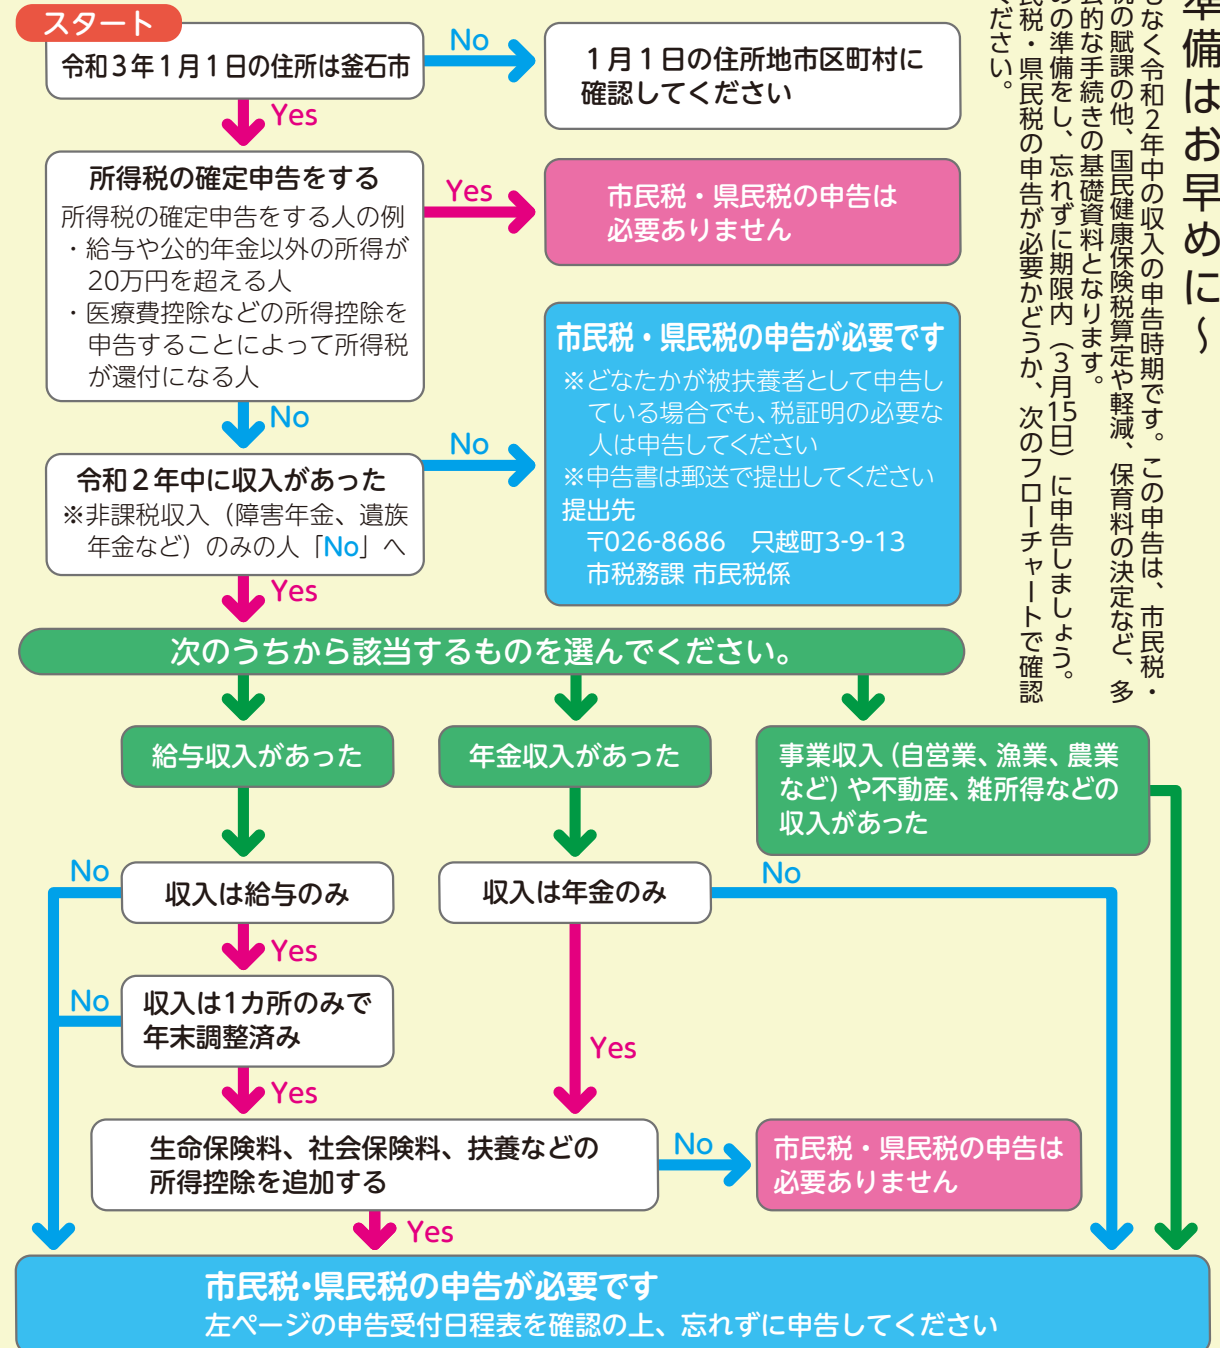 準備はお早めに～
もなく令和2年中の収入の申告時期です。この申告は、市民税・
税の賦課の他、国民健康保険税算定や軽減、保育料の決定など、多
公的な手続きの基礎資料となります。
めの準備をし、忘れずに期限内（3月15日）に申告しましょう。
民税・県民税の申告が必要かどうか、次のフローチャートで確認
ください。
スタート
令和３年１月１日の住所は釜石市
No
１月１日の住所地市区町村に
確認してください
Yes
所得税の確定申告をする
所得税の確定申告をする人の例
・給与や公的年金以外の所得が
20万円を超える人
・医療費控除などの所得控除を
申告することによって所得税
が還付になる人
Yes
市民税・県民税の申告は
必要ありません
No
令和２年中に収入があった
※非課税収入（障害年金、遺族
年金など）のみの人「No」へ
No
市民税・県民税の申告が必要です
※どなたかが被扶養者として申告し
ている場合でも、税証明の必要な
人は申告してください
※申告書は郵送で提出してください
提出先
〒026-8686　只越町3-9-13
市税務課 市民税係
Yes
次のうちから該当するものを選んでください。
給与収入があった
年金収入があった
事業収入（自営業、漁業、農業
など）や不動産、雑所得などの
収入があった
No
収入は給与のみ
収入は年金のみ
No
Yes
No
収入は1カ所のみで
年末調整済み
Yes
Yes
生命保険料、社会保険料、扶養などの
所得控除を追加する
No
市民税・県民税の申告は
必要ありません
Yes
市民税・県民税の申告が必要です
左ページの申告受付日程表を確認の上、忘れずに申告してください